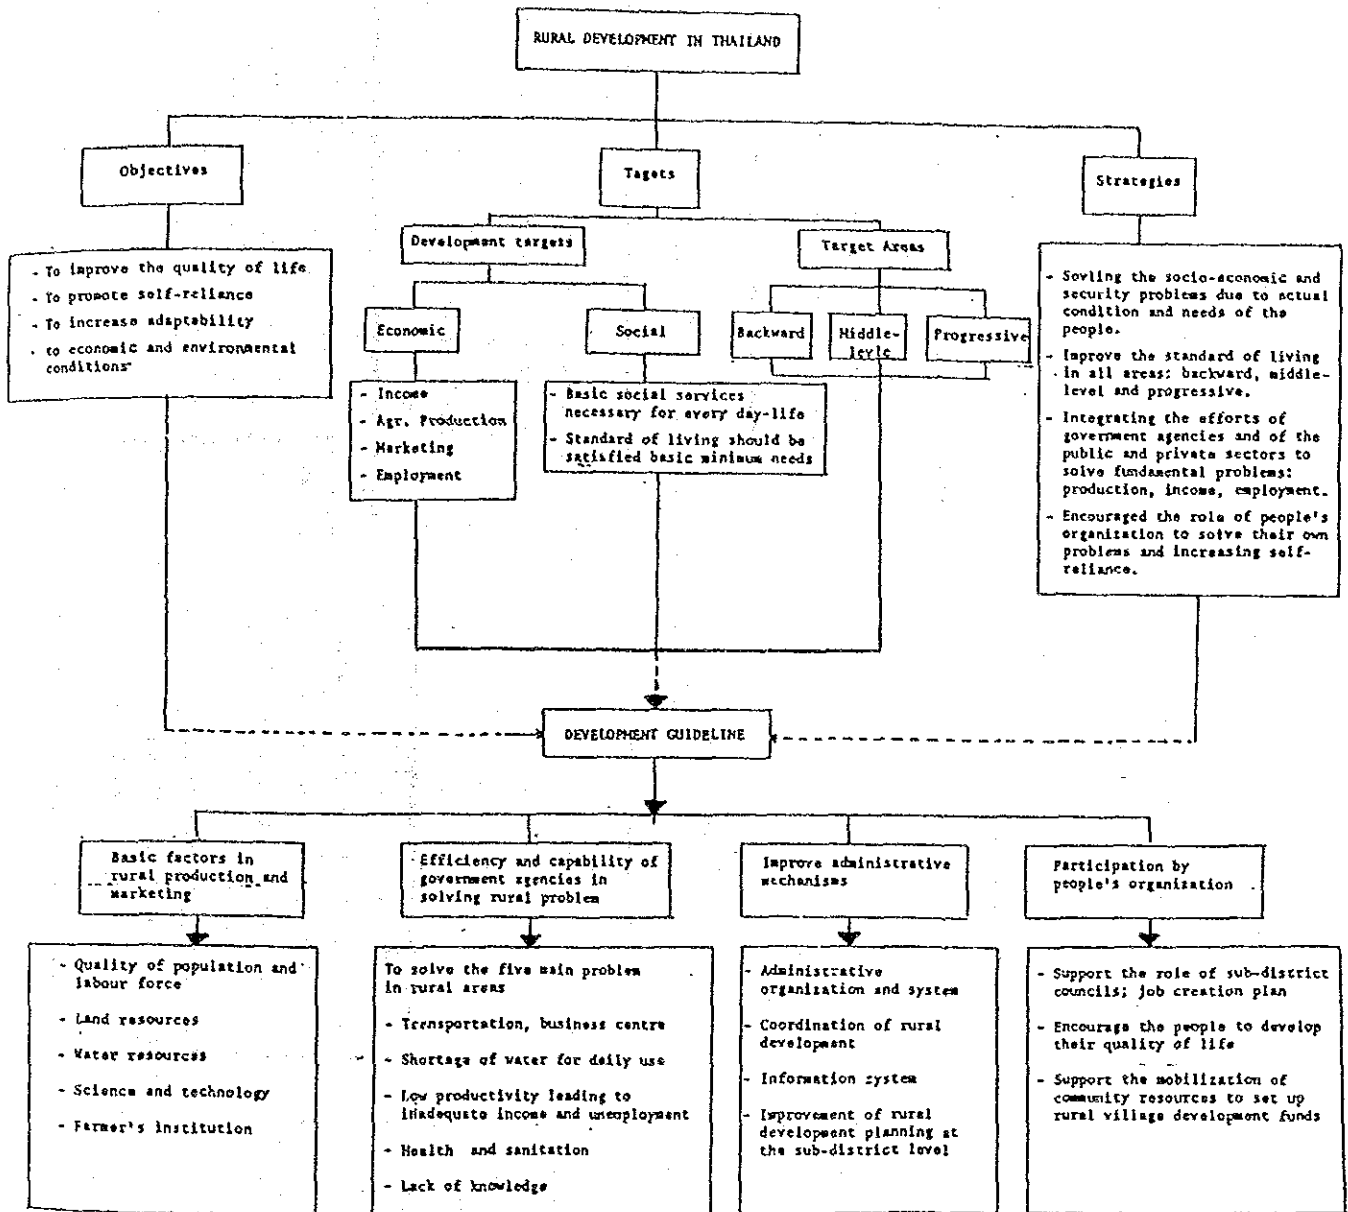 RURAL DEVELOPMENT IN THAILAND
Objectives
Tagets
Strategies
- To improve the quality of life
- To promote self-reliance
- To increase adaptability
- to economic and environmental
conditions
Development targets
Target Areas
Economic
Social
Backward
Middle-
levle
Progressive
- Income
- Agr. Production
- Marketing
- Employment
- Basic social services
necessary for every day-life
- Standard of living should be
satisfied basic minimum needs
- Sovling the socio-economic and
security problems due to actual
condition and needs of the
people.
- Improve the standard of living
in all areas: backward, middle-
level and progressive.
- Integrating the efforts of
government agencies and of the
public and private sectors to
solve fundamental problems:
production, income, employment.
- Encouraged the role of people's
organization to solve their own
problems and increasing self-
reliance.
DEVELOPMENT GUIDELINE
Basic factors in
rural production and
marketing
Efficiency and capability of
government agencies in
solving rural problem
Improve administrative
mechanisms
Participation by
people's organization
- Quality of population and
labour force
- Land resources
- Water resources
- Science and technology
- Farmer's institution
To solve the five main problem
in rural areas
- Transportation, business centre
- Shortage of water for daily use
- Low productivity leading to
inadequate income and unemployment
- Health and sanitation
- Lack of knowledge
- Administrative
organization and system
- Coordination of rural
development
- Information system
- Improvement of rural
development planning at
the sub-district level
- Support the role of sub-district
councils; job creation plan
- Encourage the people to develop
their quality of life
- Support the mobilization of
community resources to set up
rural village development funds